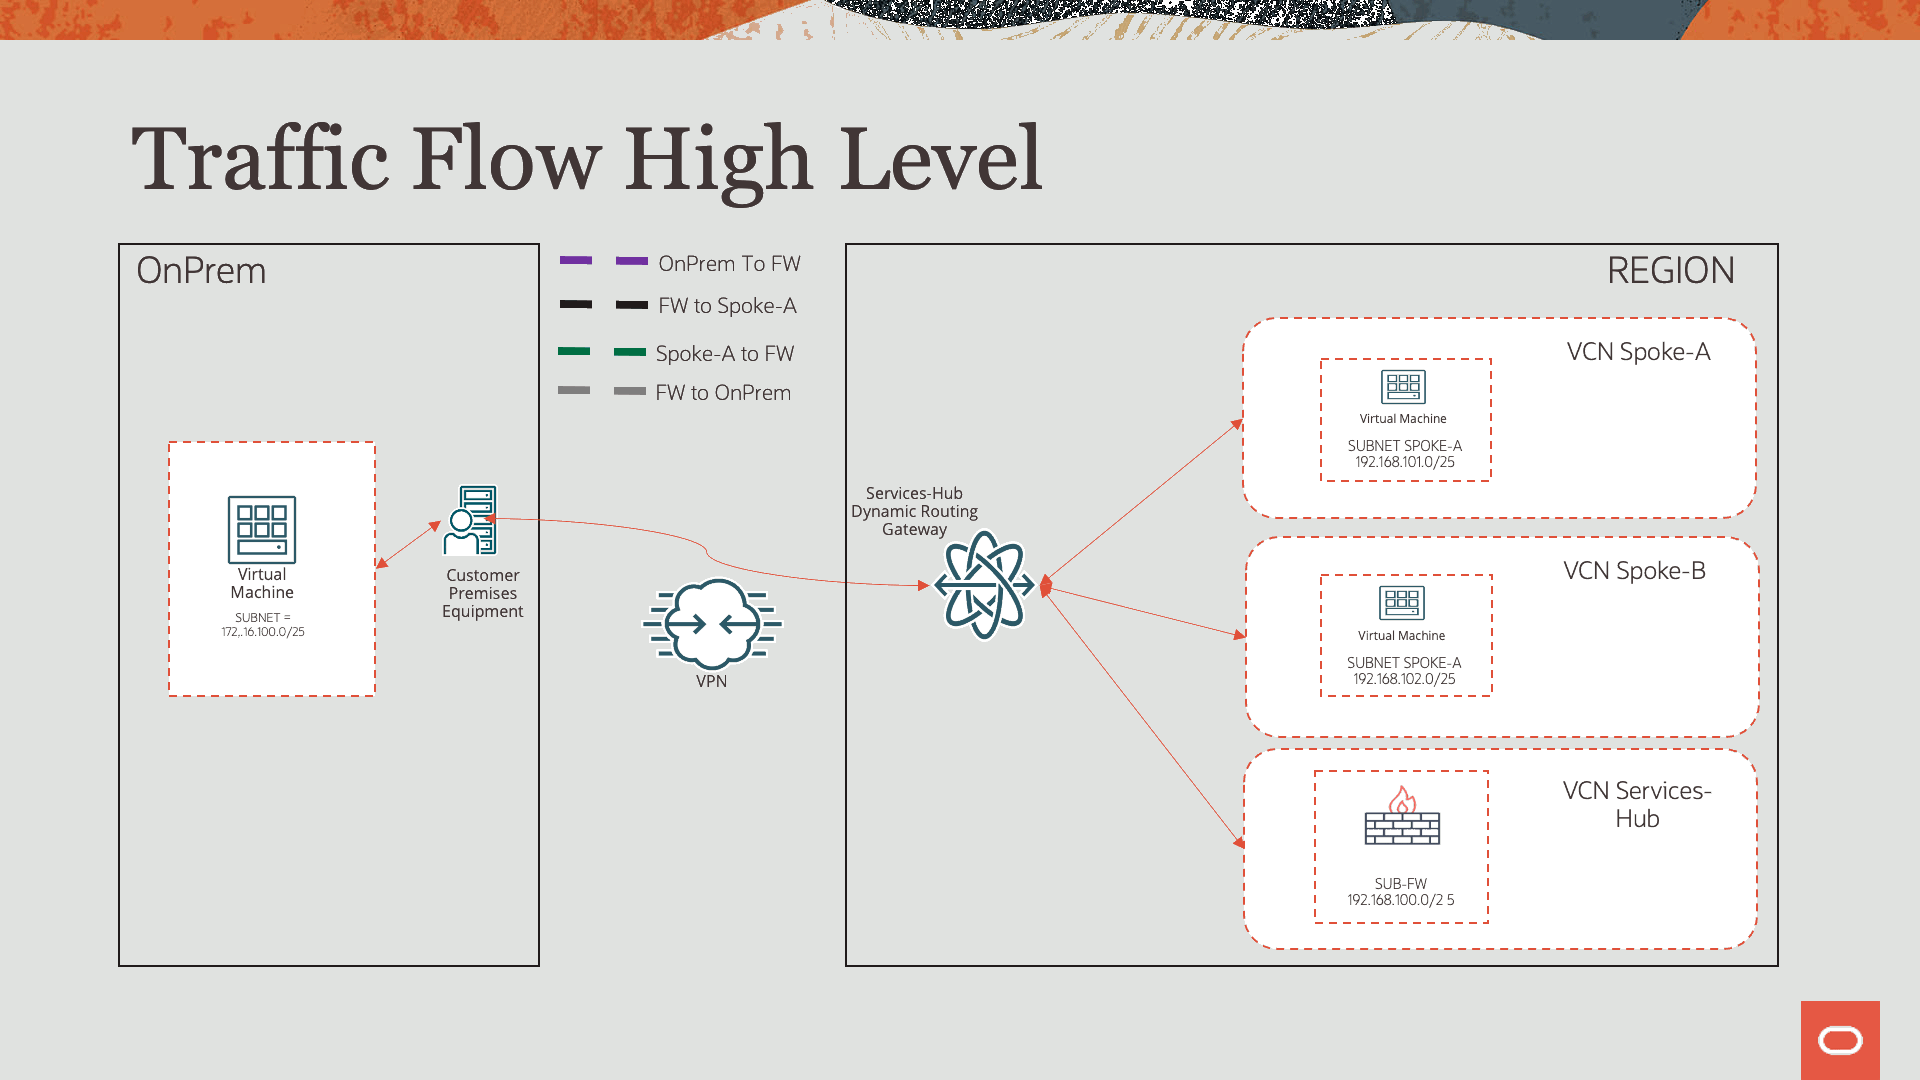 Traffic Flow High Level
OnPrem
OnPrem To FW
FW to Spoke-A
Spoke-A to FW
FW to OnPrem
REGION
Virtual
Machine
SUBNET =
172,.16.100.0/25
Customer
Premises
Equipment
VPN
Services-Hub
Dynamic Routing
Gateway
VCN Spoke-A
Virtual Machine
SUBNET SPOKE-A
192.168.101.0/25
VCN Spoke-B
Virtual Machine
SUBNET SPOKE-A
192.168.102.0/25
VCN Services-
Hub
SUB-FW
192.168.100.0/2 5